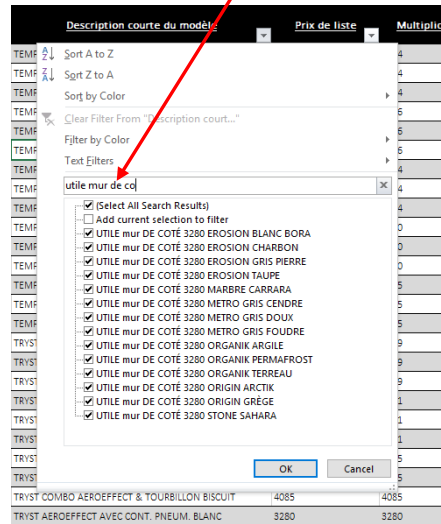 Description courte du modèle Prix de liste Multiplic
TEMP
Sort A to Z
TEMP
Sort Z to A
TEMP
Sort by Color
TEMP
Clear Filter From "Description court..."
TEMP
Filter by Color
TEMP
Text Filters
TEMP
utile mur de co
(Select All Search Results)
Add current selection to filter
UTILE mur DE COTÉ 3280 EROSION BLANC BORA
UTILE mur DE COTÉ 3280 EROSION CHARBON
UTILE mur DE COTÉ 3280 EROSION GRIS PIERRE
UTILE mur DE COTÉ 3280 EROSION TAUPE
UTILE mur DE COTÉ 3280 MARBRE CARRARA
UTILE mur DE COTÉ 3280 METRO GRIS CENDRE
UTILE mur DE COTÉ 3280 METRO GRIS DOUX
UTILE mur DE COTÉ 3280 METRO GRIS FOUDRE
UTILE mur DE COTÉ 3280 ORGANIK ARGILE
UTILE mur DE COTÉ 3280 ORGANIK PERMAFROST
UTILE mur DE COTÉ 3280 ORGANIK TERREAU
UTILE mur DE COTÉ 3280 ORIGIN ARCTIK
UTILE mur DE COTÉ 3280 ORIGIN GRÈGE
UTILE mur DE COTÉ 3280 STONE SAHARA
OK Cancel
TRYST COMBO AEROEFFECT & TOURBILLON BISCUIT 4085 4085
TRYST AEROEFFECT AVEC CONT. PNEUM. BLANC 3280 3280